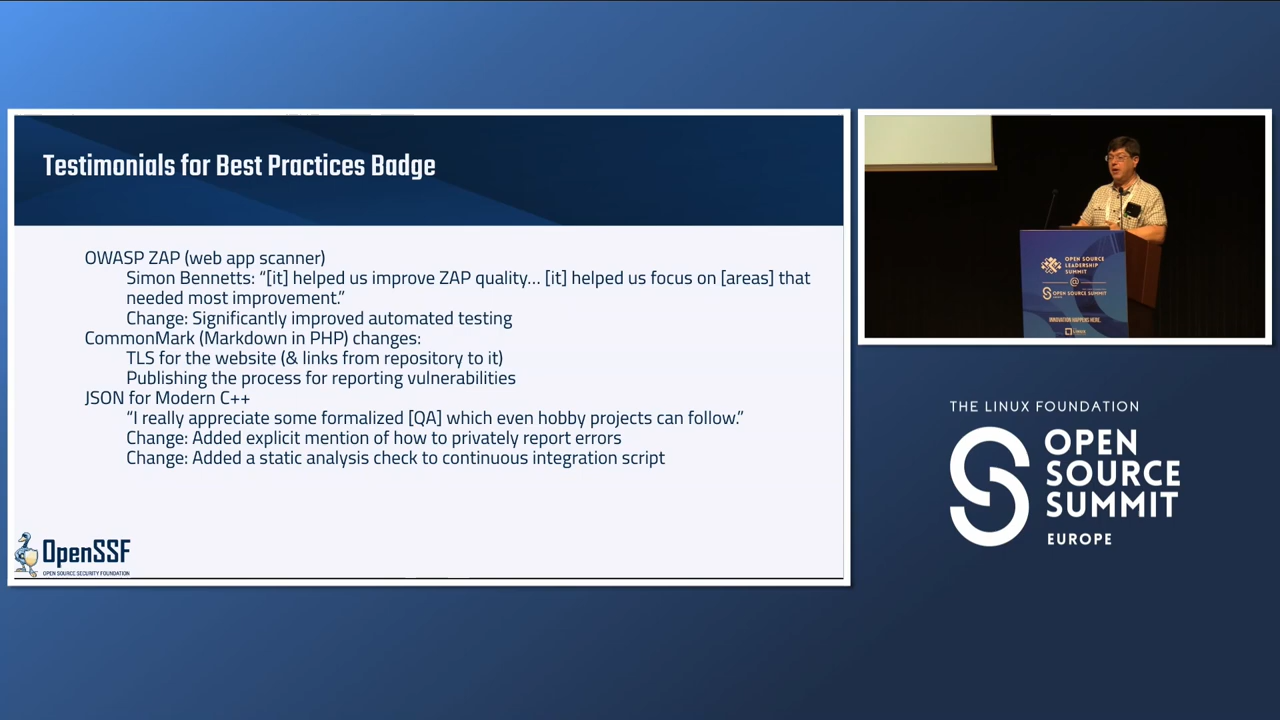 Testimonials for Best Practices Badge
OWASP ZAP (web app scanner)
Simon Bennetts: “[it] helped us improve ZAP quality... [it] helped us focus on [areas] that
needed most improvement.”
Change: Significantly improved automated testing
CommonMark (Markdown in PHP) changes:
TLS for the website (& links from repository to it)
Publishing the process for reporting vulnerabilities
JSON for Modern C++
“I really appreciate some formalized [QA] which even hobby projects can follow.”
Change: Added explicit mention of how to privately report errors
Change: Added a static analysis check to continuous integration script
OpenSSF
OPEN SOURCE SECURITY FOUNDATION
OPEN SOURCE
LEADERSHIP
SUMMIT
@
OPEN SOURCE SUMMIT
INNOVATION HAPPENS HERE.
THE LINUX FOUNDATION
OPEN
SOURCE
SUMMIT
EUROPE